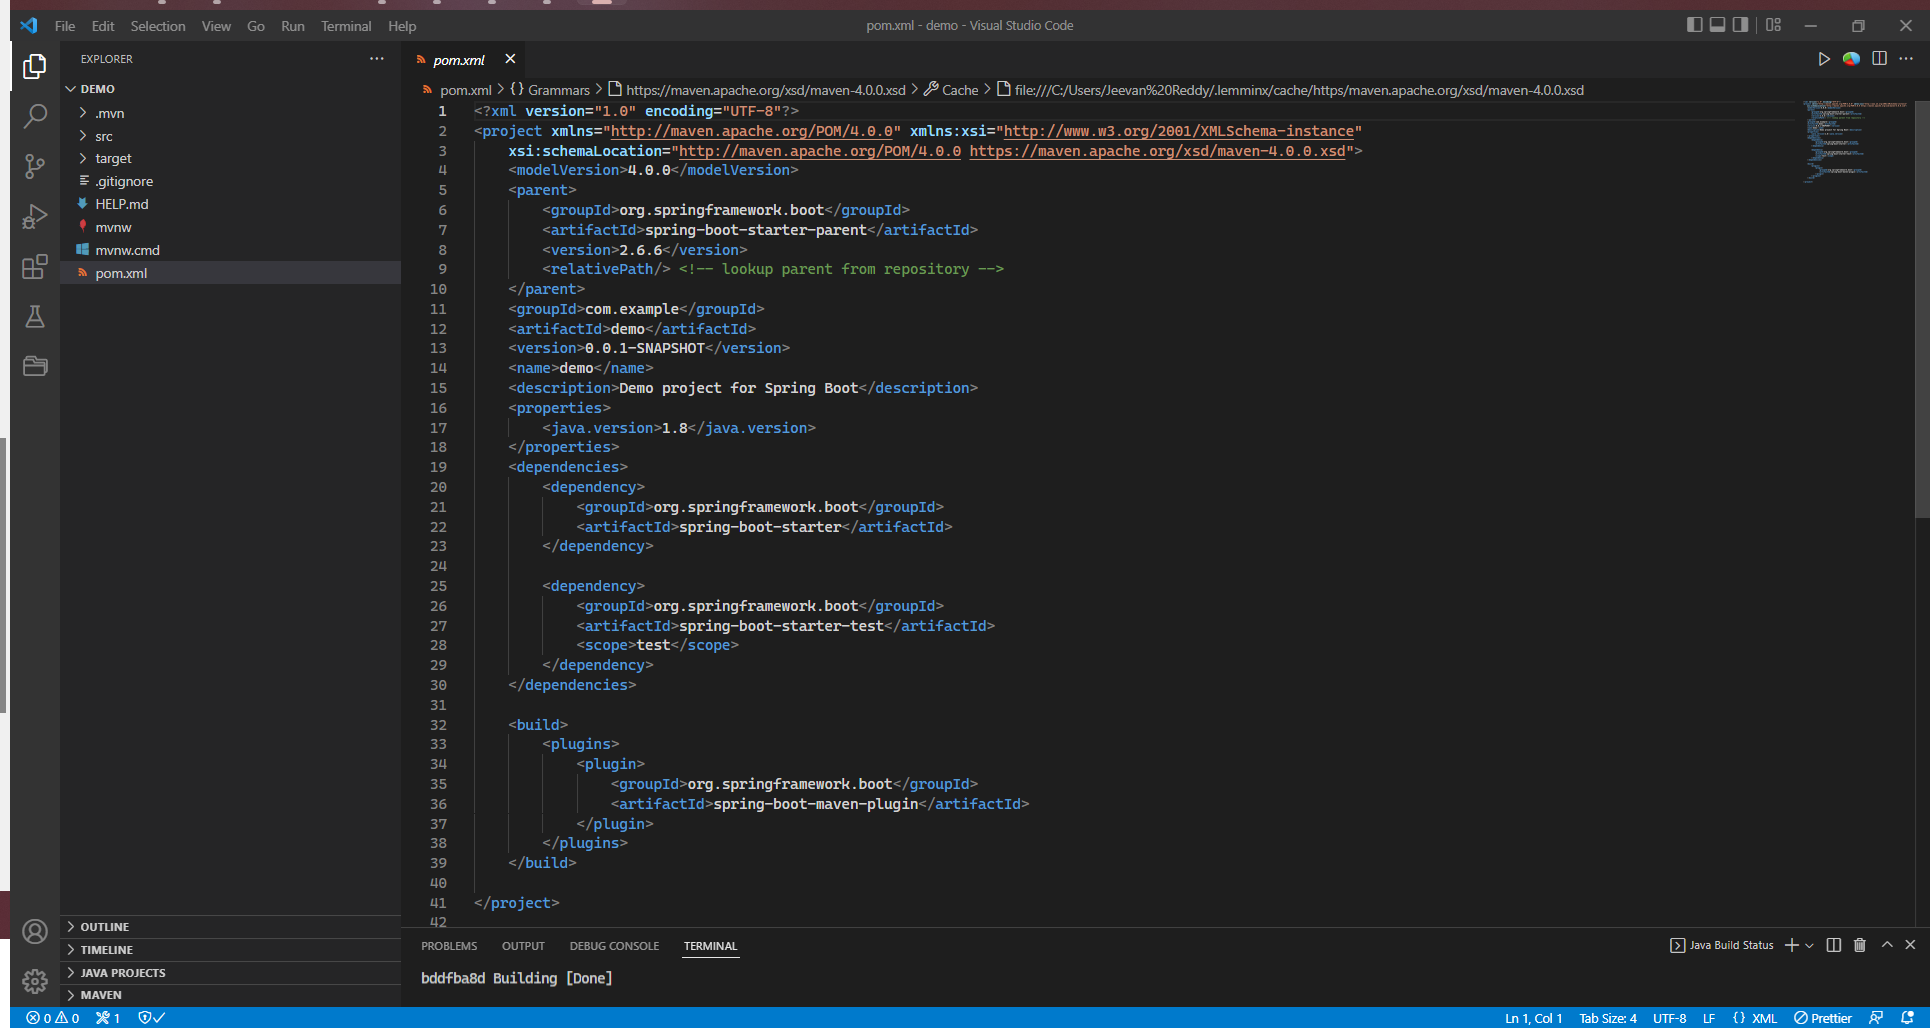 File Edit Selection View Go Run Terminal Help
pom.xml - demo - Visual Studio Code
EXPLORER
DEMO
.mvn
src
target
.gitignore
HELP.md
mvnw
mvnw.cmd
pom.xml
OUTLINE
TIMELINE
JAVA PROJECTS
MAVEN
pom.xml
pom.xml > {} Grammars > https://maven.apache.org/xsd/maven-4.0.0.xsd > Cache > file:///C:/Users/Jeevan%20Reddy/.lemminx/cache/https/maven.apache.org/xsd/maven-4.0.0.xsd
1 <?xml version="1.0" encoding="UTF-8"?>
2 <project xmlns="http://maven.apache.org/POM/4.0.0" xmlns:xsi="http://www.w3.org/2001/XMLSchema-instance"
3 xsi:schemaLocation="http://maven.apache.org/POM/4.0.0 https://maven.apache.org/xsd/maven-4.0.0.xsd">
4 <modelVersion>4.0.0</modelVersion>
5 <parent>
6 <groupId>org.springframework.boot</groupId>
7 <artifactId>spring-boot-starter-parent</artifactId>
8 <version>2.6.6</version>
9 <relativePath/> <!-- lookup parent from repository -->
10 </parent>
11 <groupId>com.example</groupId>
12 <artifactId>demo</artifactId>
13 <version>0.0.1-SNAPSHOT</version>
14 <name>demo</name>
15 <description>Demo project for Spring Boot</description>
16 <properties>
17 <java.version>1.8</java.version>
18 </properties>
19 <dependencies>
20 <dependency>
21 <groupId>org.springframework.boot</groupId>
22 <artifactId>spring-boot-starter</artifactId>
23 </dependency>
24
25 <dependency>
26 <groupId>org.springframework.boot</groupId>
27 <artifactId>spring-boot-starter-test</artifactId>
28 <scope>test</scope>
29 </dependency>
30 </dependencies>
31
32 <build>
33 <plugins>
34 <plugin>
35 <groupId>org.springframework.boot</groupId>
36 <artifactId>spring-boot-maven-plugin</artifactId>
37 </plugin>
38 </plugins>
39 </build>
40
41 </project>
42
PROBLEMS OUTPUT DEBUG CONSOLE TERMINAL
Java Build Status
bddfba8d Building [Done]
0 0 1
Ln 1, Col 1 Tab Size: 4 UTF-8 LF {} XML Prettier